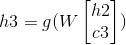 h3 = g(W [h2
c3])